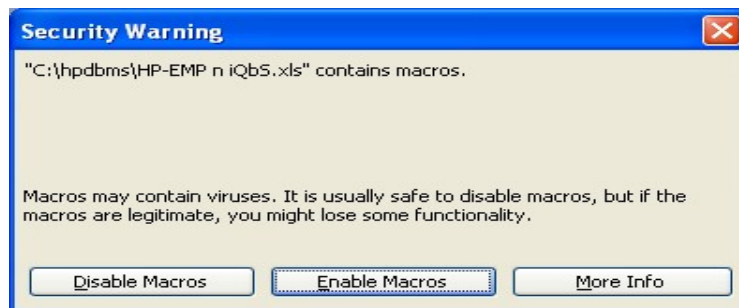 Security Warning
"C:\hpdbms\HP-EMP n iQbS.xls" contains macros.
Macros may contain viruses. It is usually safe to disable macros, but if the
macros are legitimate, you might lose some functionality.
Disable Macros Enable Macros More Info